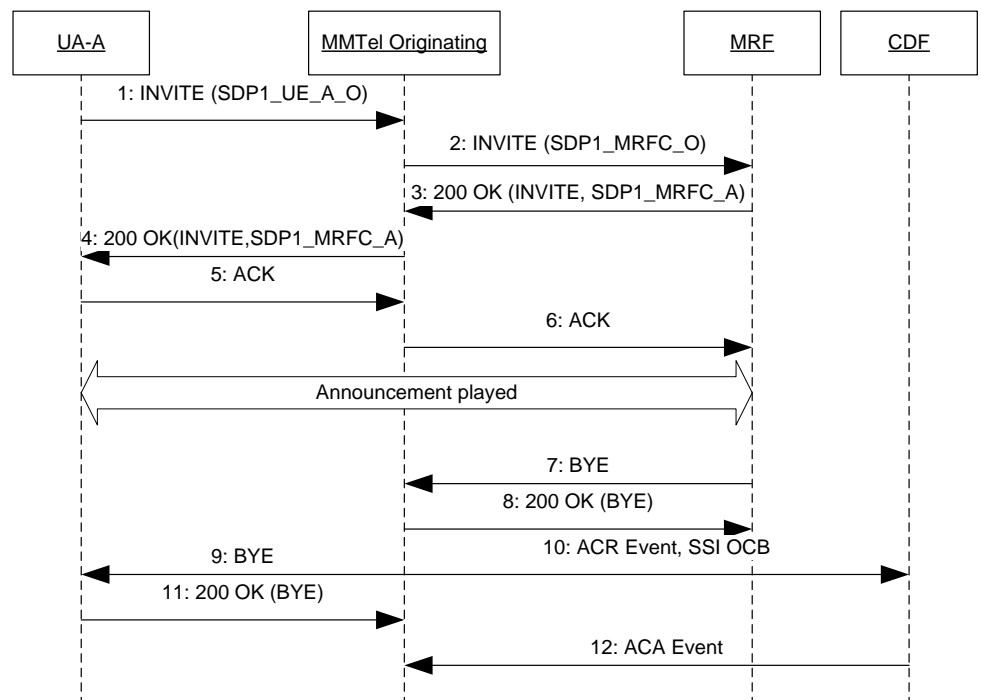 UA-A
MMTel Originating
MRF
CDF
1: INVITE (SDP1_UE_A_O)
2: INVITE (SDP1_MRFC_O)
3: 200 OK (INVITE, SDP1_MRFC_A)
4: 200 OK(INVITE,SDP1_MRFC_A)
5: ACK
6: ACK
Announcement played
7: BYE
8: 200 OK (BYE)
10: ACR Event, SSI OCB
9: BYE
11: 200 OK (BYE)
12: ACA Event